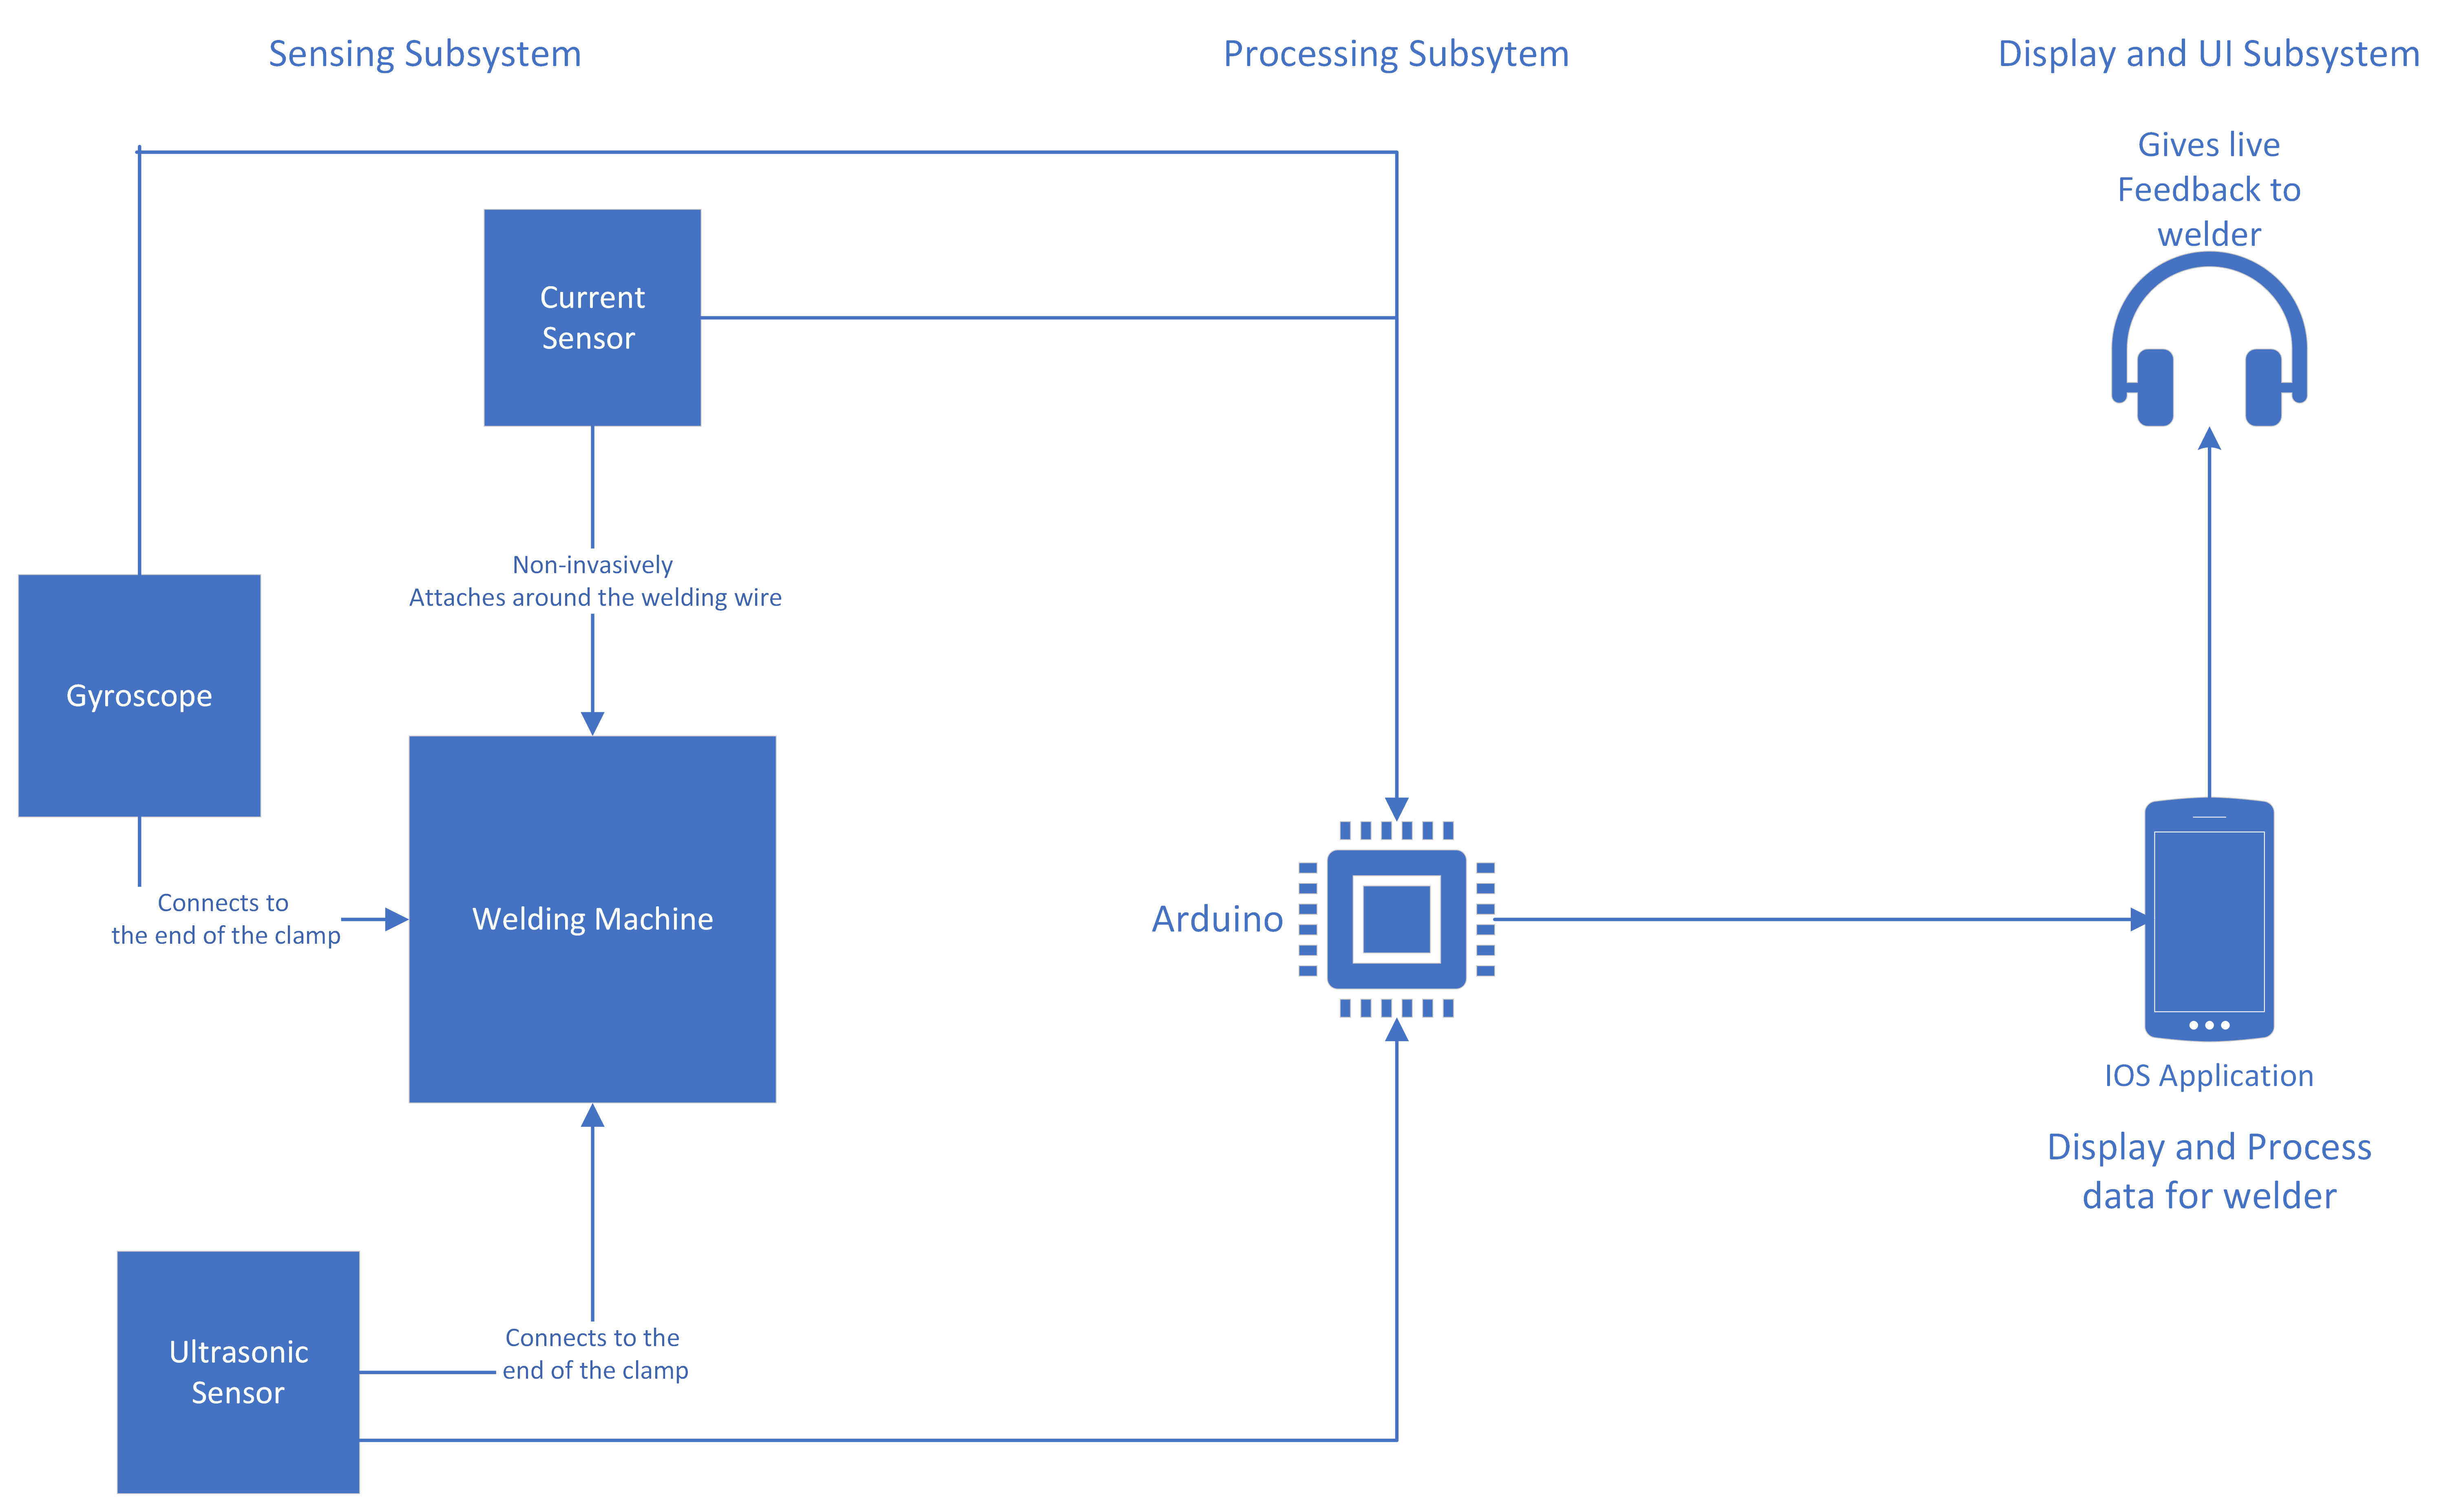 Sensing Subsystem
Processing Subsytem
Display and UI Subsystem
Gives live
Feedback to
welder
Current
Sensor
Non-invasively
Attaches around the welding wire
Gyroscope
Connects to
the end of the clamp
Welding Machine
Arduino
IOS Application
Display and Process
data for welder
Ultrasonic
Sensor
Connects to the
end of the clamp